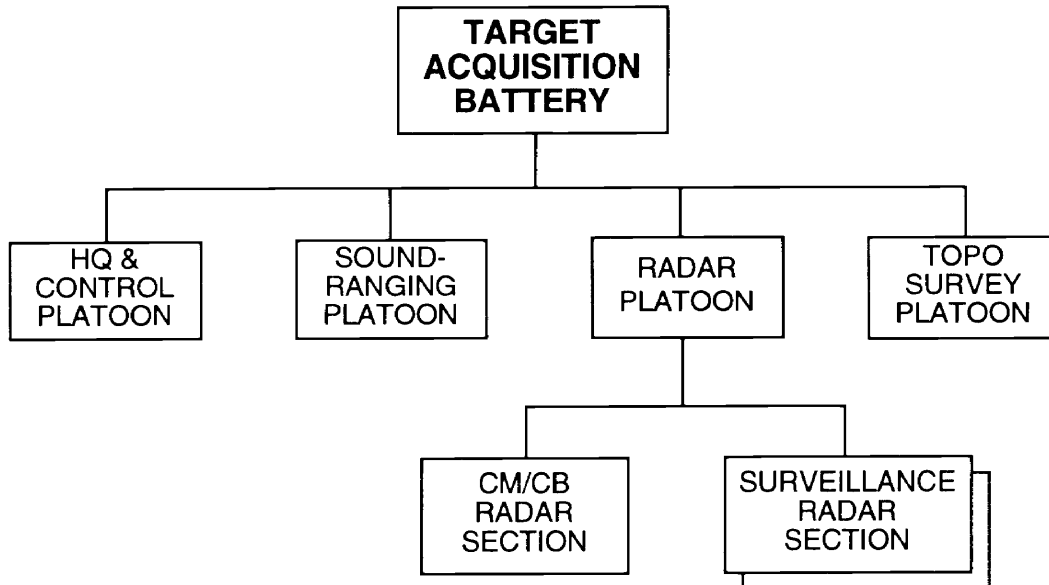 TARGET
ACQUISITION
BATTERY
HQ &
CONTROL
PLATOON
SOUND-
RANGING
PLATOON
RADAR
PLATOON
TOPO
SURVEY
PLATOON
CM/CB
RADAR
SECTION
SURVEILLANCE
RADAR
SECTION